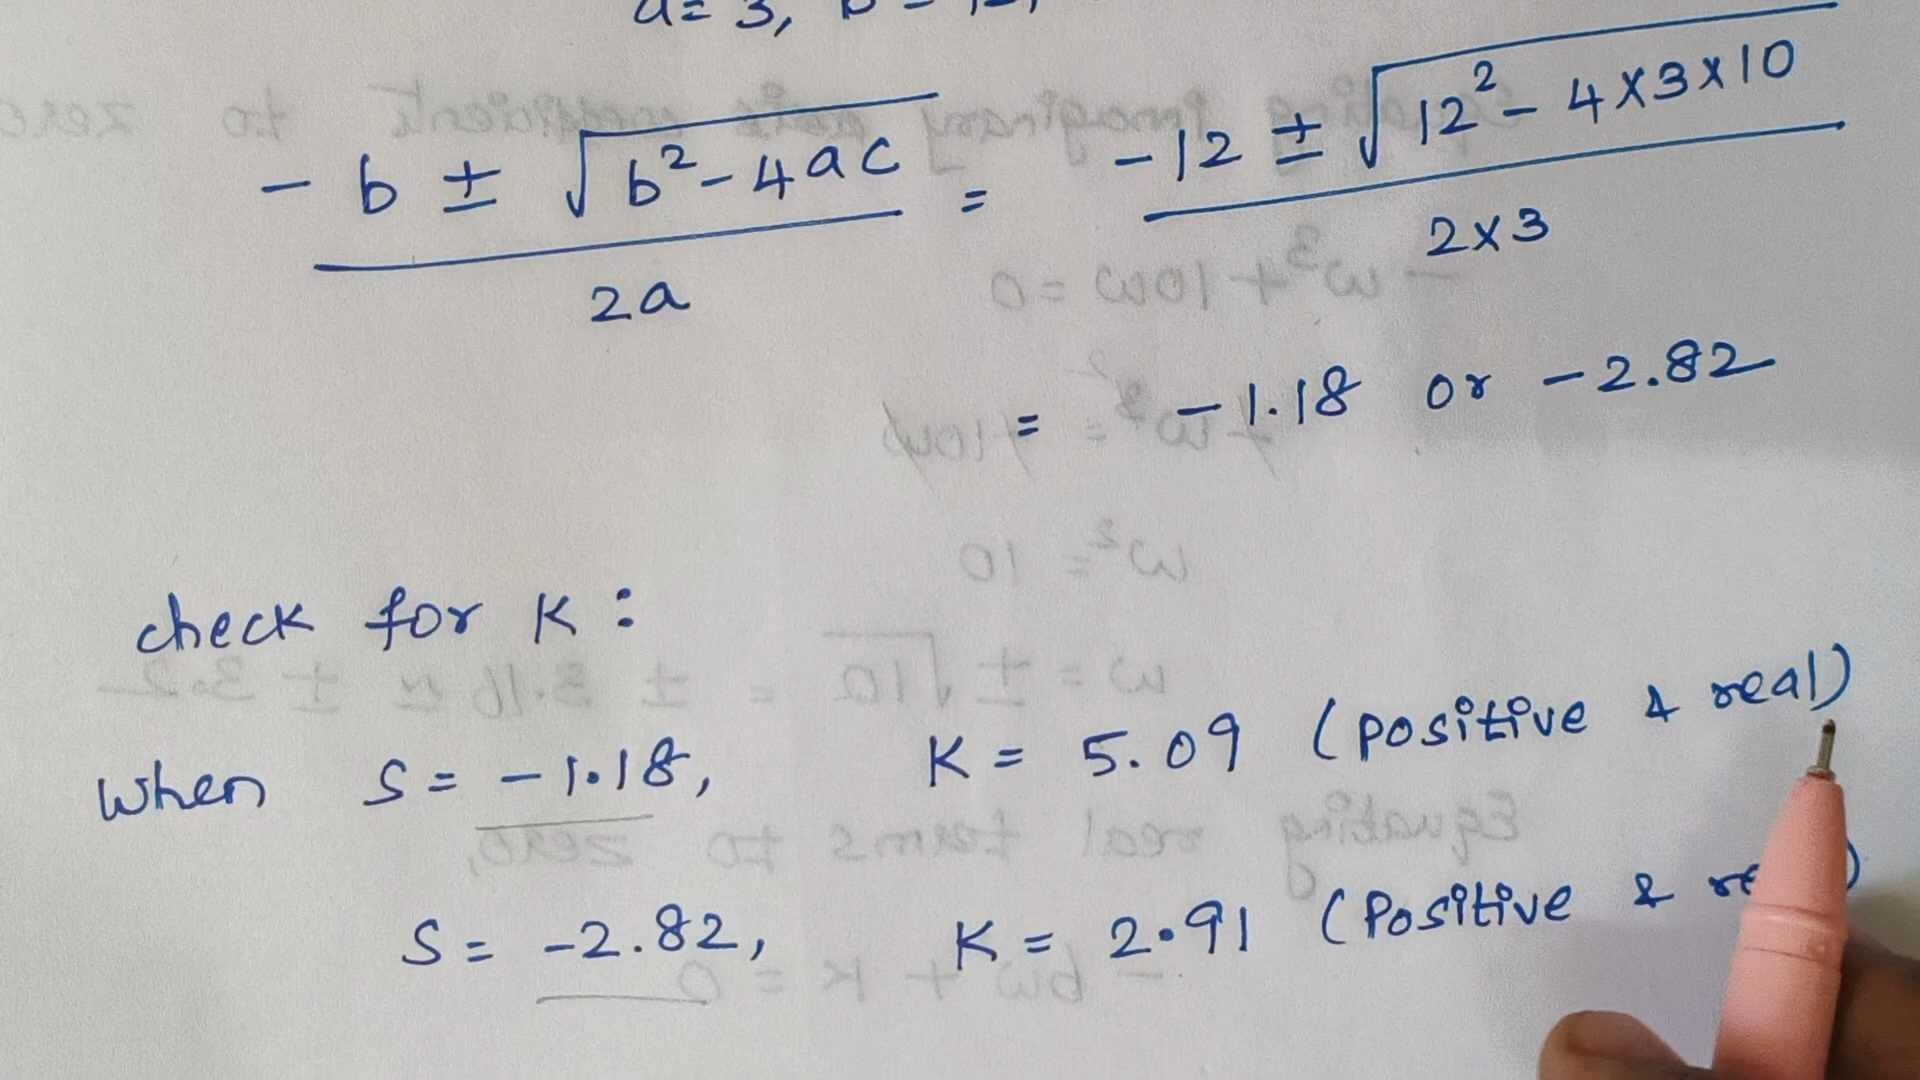 a = 3, b = 12,
- b ± √(b² - 4ac) / 2a = -12 ± √(12² - 4×3×10) / 2×3
= -1.18 or -2.82
check for K :
when S = -1.18, K = 5.09 (positive & real)
S = -2.82, K = 2.91 (Positive &